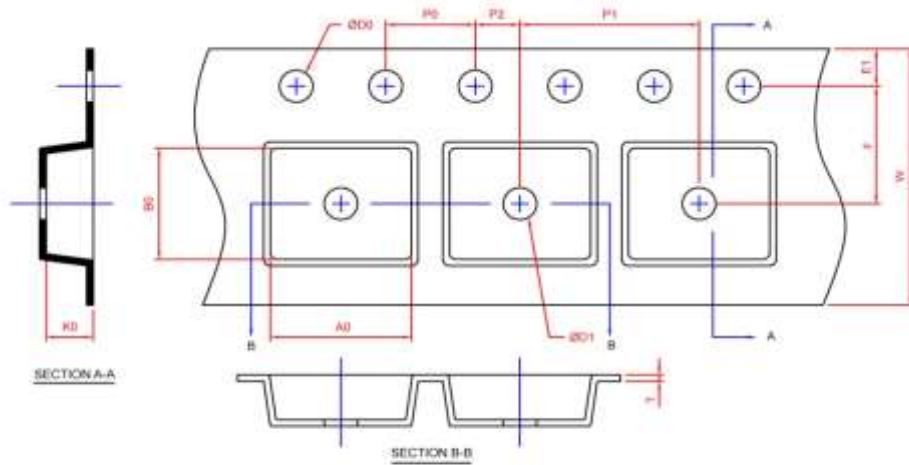 ØD0
P0
P2
P1
A
E1
F
W
B0
K0
A0
B
ØD1
B
A
SECTION A-A
T
SECTION B-B